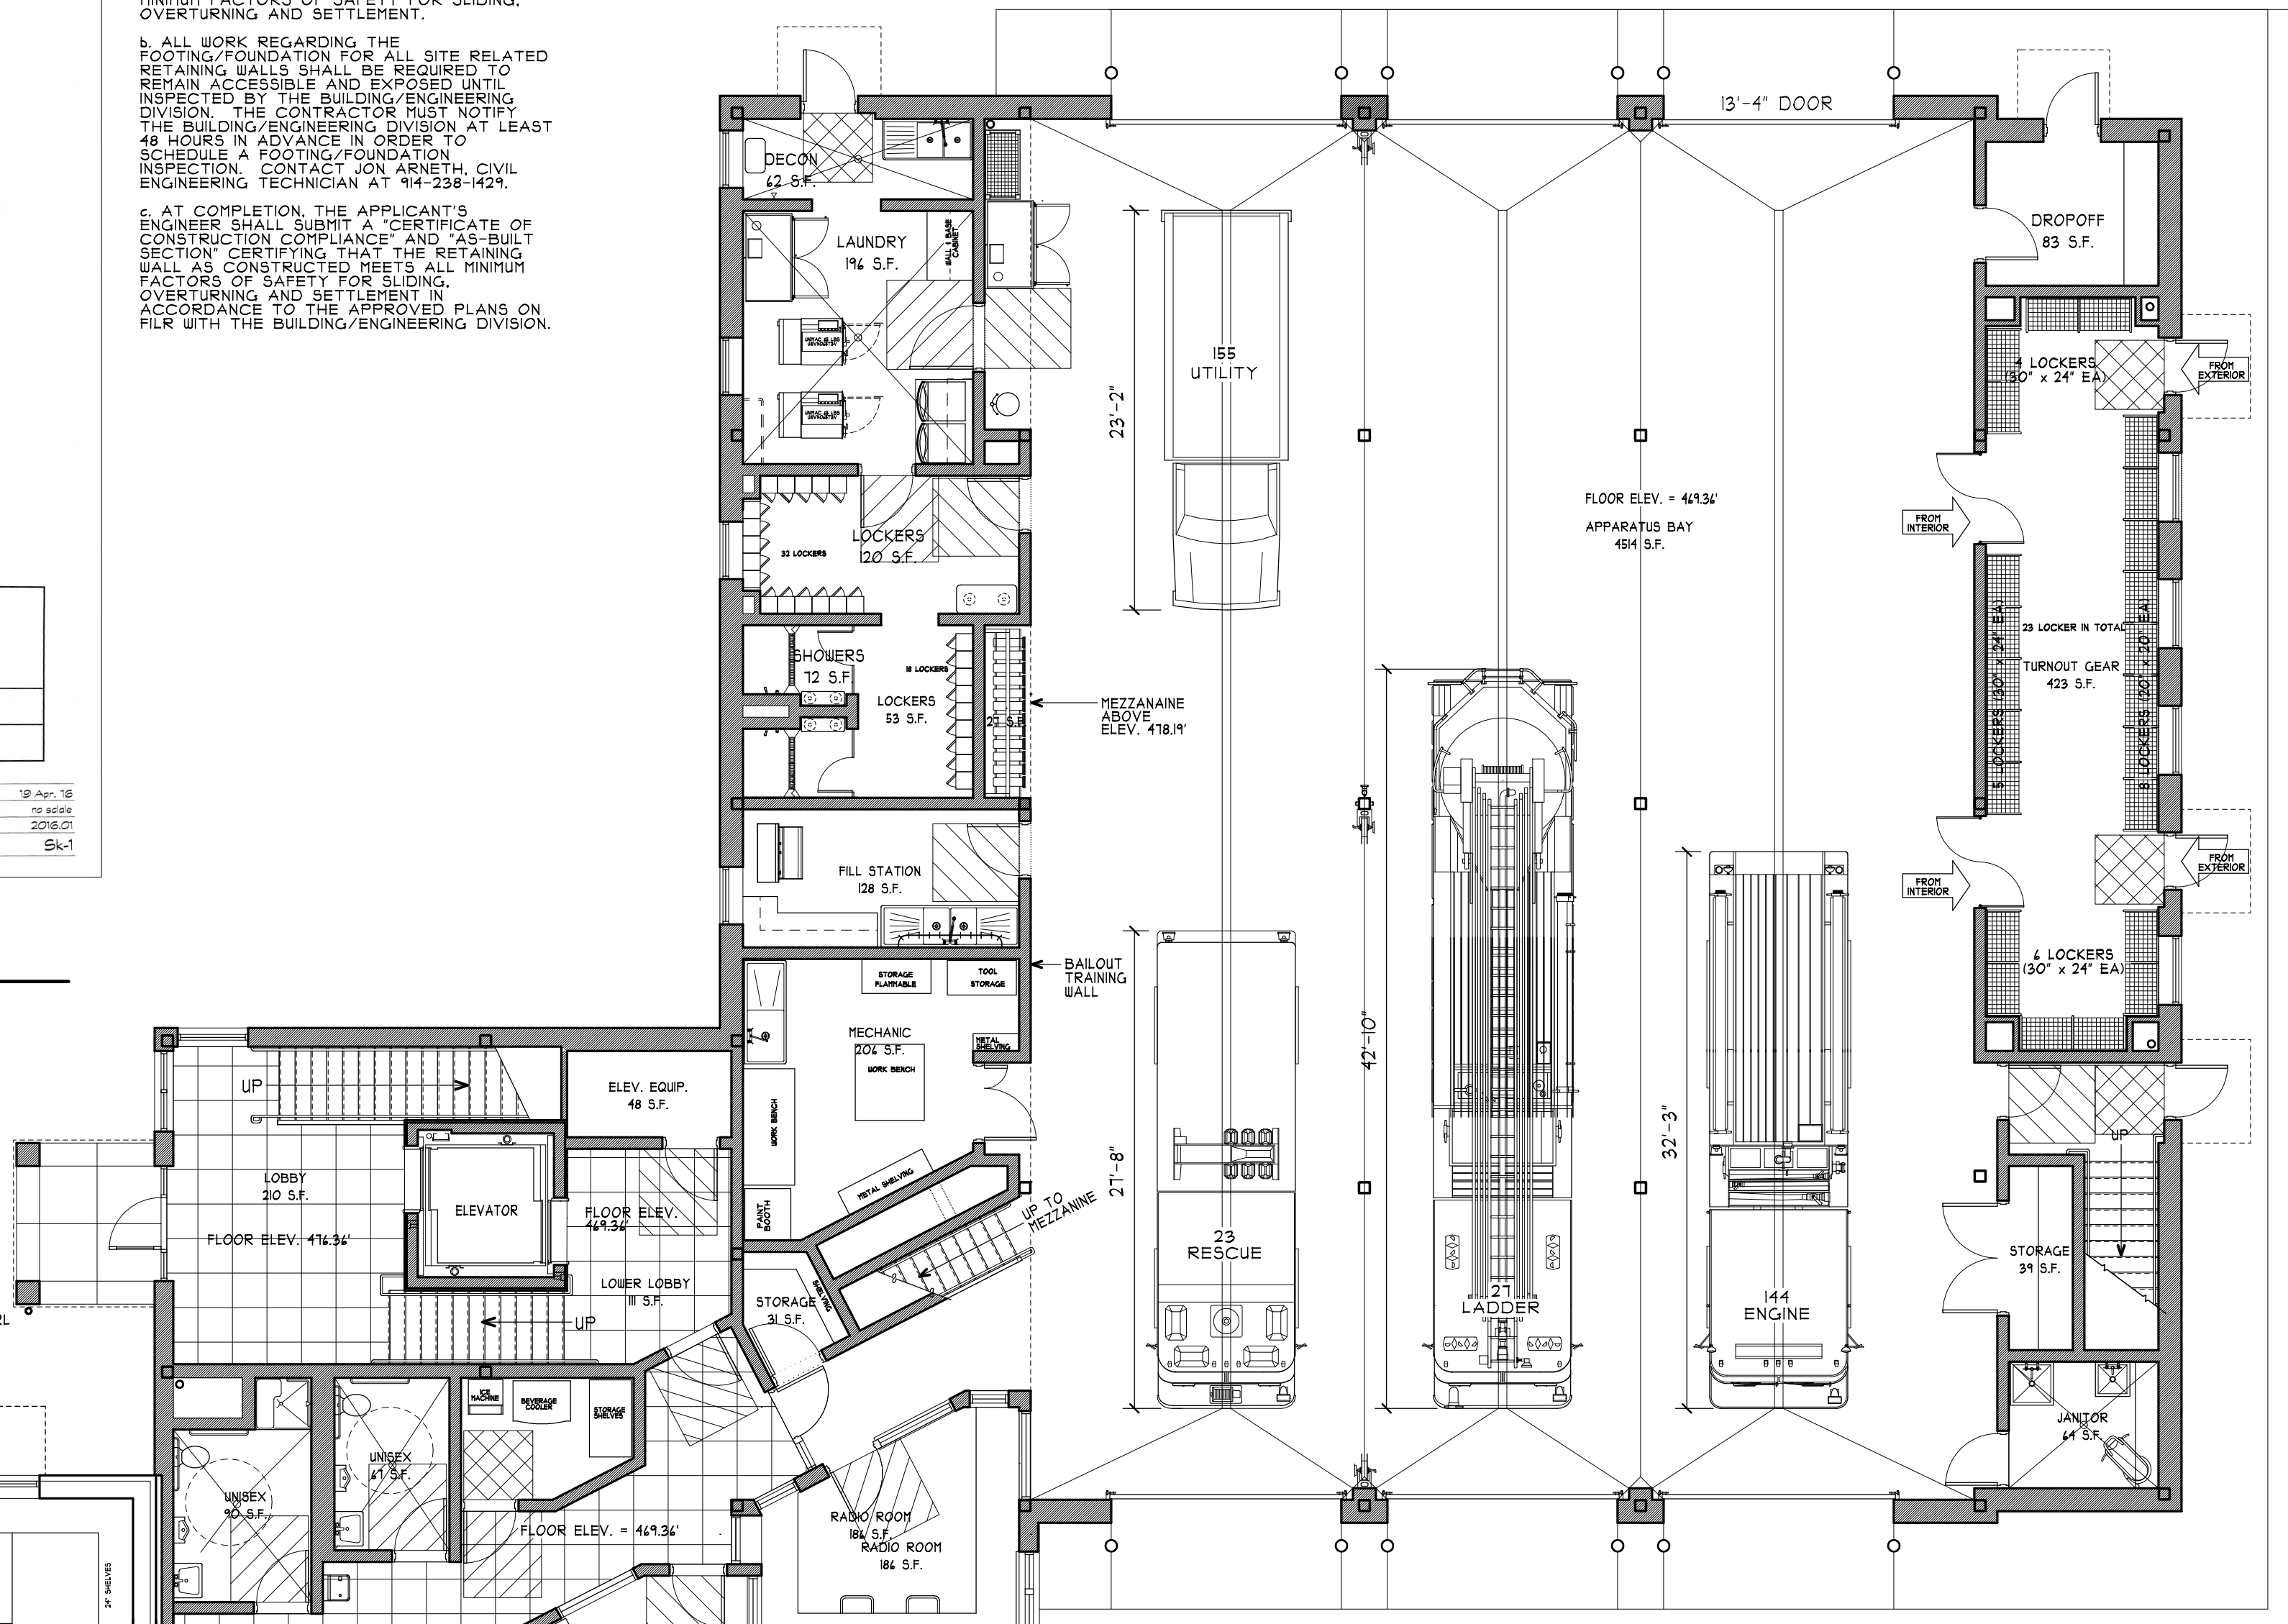 MINIMUM FACTORS OF SAFETY FOR SLIDING,
OVERTURNING AND SETTLEMENT.
b. ALL WORK REGARDING THE
FOOTING/FOUNDATION FOR ALL SITE RELATED
RETAINING WALLS SHALL BE REQUIRED TO
REMAIN ACCESSIBLE AND EXPOSED UNTIL
INSPECTED BY THE BUILDING/ENGINEERING
DIVISION. THE CONTRACTOR MUST NOTIFY
THE BUILDING/ENGINEERING DIVISION AT LEAST
48 HOURS IN ADVANCE IN ORDER TO
SCHEDULE A FOOTING/FOUNDATION
INSPECTION. CONTACT JON ARNETH, CIVIL
ENGINEERING TECHNICIAN AT 914-238-1429.
c. AT COMPLETION, THE APPLICANT'S
ENGINEER SHALL SUBMIT A "CERTIFICATE OF
CONSTRUCTION COMPLIANCE" AND "AS-BUILT
SECTION" CERTIFYING THAT THE RETAINING
WALL AS CONSTRUCTED MEETS ALL MINIMUM
FACTORS OF SAFETY FOR SLIDING,
OVERTURNING AND SETTLEMENT IN
ACCORDANCE TO THE APPROVED PLANS ON
FILR WITH THE BUILDING/ENGINEERING DIVISION.
19 Apr. 16
no sclale
2016.01
Sk-1
13'-4" DOOR
DECON
62 S.F.
LAUNDRY
196 S.F.
WALL & BASE
CABINET
LOCKERS
120 S.F.
32 LOCKERS
SHOWERS
72 S.F.
18 LOCKERS
LOCKERS
53 S.F.
27 S.F.
MEZZANAINE
ABOVE
ELEV. 478.19'
FILL STATION
128 S.F.
BAILOUT
TRAINING
WALL
STORAGE
FLAMMABLE
TOOL
STORAGE
MECHANIC
206 S.F.
METAL
SHELVING
WORK BENCH
WORK BENCH
METAL SHELVING
PAINT
BOOTH
UP TO
MEZZANINE
STORAGE
31 S.F.
SHELVING
UP
ELEV. EQUIP.
48 S.F.
LOBBY
210 S.F.
ELEVATOR
FLOOR ELEV. 476.36'
FLOOR ELEV.
469.36'
LOWER LOBBY
111 S.F.
UP
ICE
MACHINE
BEVERAGE
COOLER
STORAGE
SHELVES
UNISEX
67 S.F.
UNISEX
90 S.F.
FLOOR ELEV. = 469.36'
24" SHELVES
RADIO ROOM
186 S.F.
RADIO ROOM
186 S.F.
155
UTILITY
23'-2"
FLOOR ELEV. = 469.36'
APPARATUS BAY
4514 S.F.
23
RESCUE
27'-8"
27
LADDER
42'-10"
144
ENGINE
32'-3"
DROPOFF
83 S.F.
4 LOCKERS
(30" x 24" EA)
FROM
EXTERIOR
FROM
INTERIOR
23 LOCKER IN TOTAL
TURNOUT GEAR
423 S.F.
5 LOCKERS (30" x 24" EA)
8 LOCKERS (20" x 20" EA)
FROM
EXTERIOR
FROM
INTERIOR
6 LOCKERS
(30" x 24" EA)
UP
STORAGE
39 S.F.
JANITOR
64 S.F.